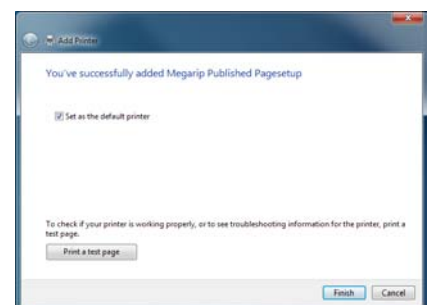 Add Printer
You've successfully added Megarip Published Pagesetup
Set as the default printer
To check if your printer is working properly, or to see troubleshooting information for the printer, print a
test page.
Print a test page
Finish Cancel